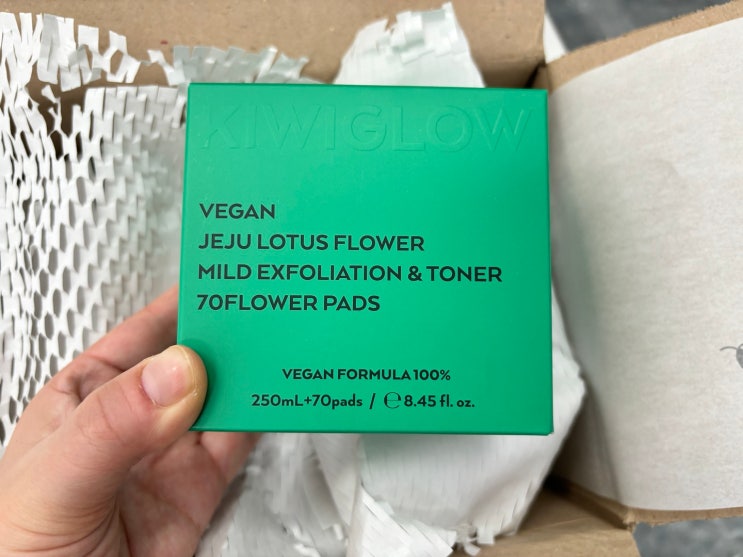 KIWIGLOW
VEGAN
JEJU LOTUS FLOWER
MILD EXFOLIATION & TONER
70FLOWER PADS
VEGAN FORMULA 100%
250mL+70pads / ℮ 8.45 fl. oz.